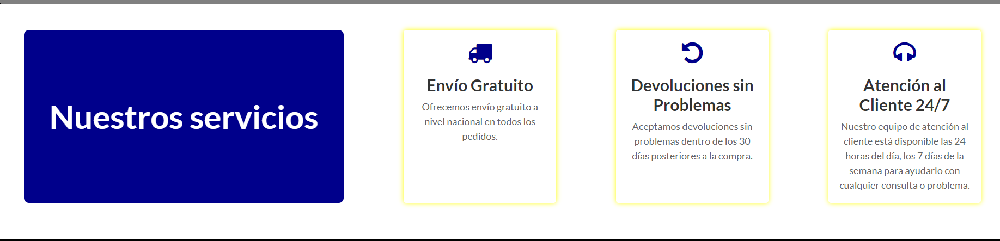 Nuestros servicios
Envío Gratuito
Ofrecemos envío gratuito a
nivel nacional en todos los
pedidos.
Devoluciones sin
Problemas
Aceptamos devoluciones sin
problemas dentro de los 30
días posteriores a la compra.
Atención al
Cliente 24/7
Nuestro equipo de atención al
cliente está disponible las 24
horas del día, los 7 días de la
semana para ayudarlo con
cualquier consulta o problema.